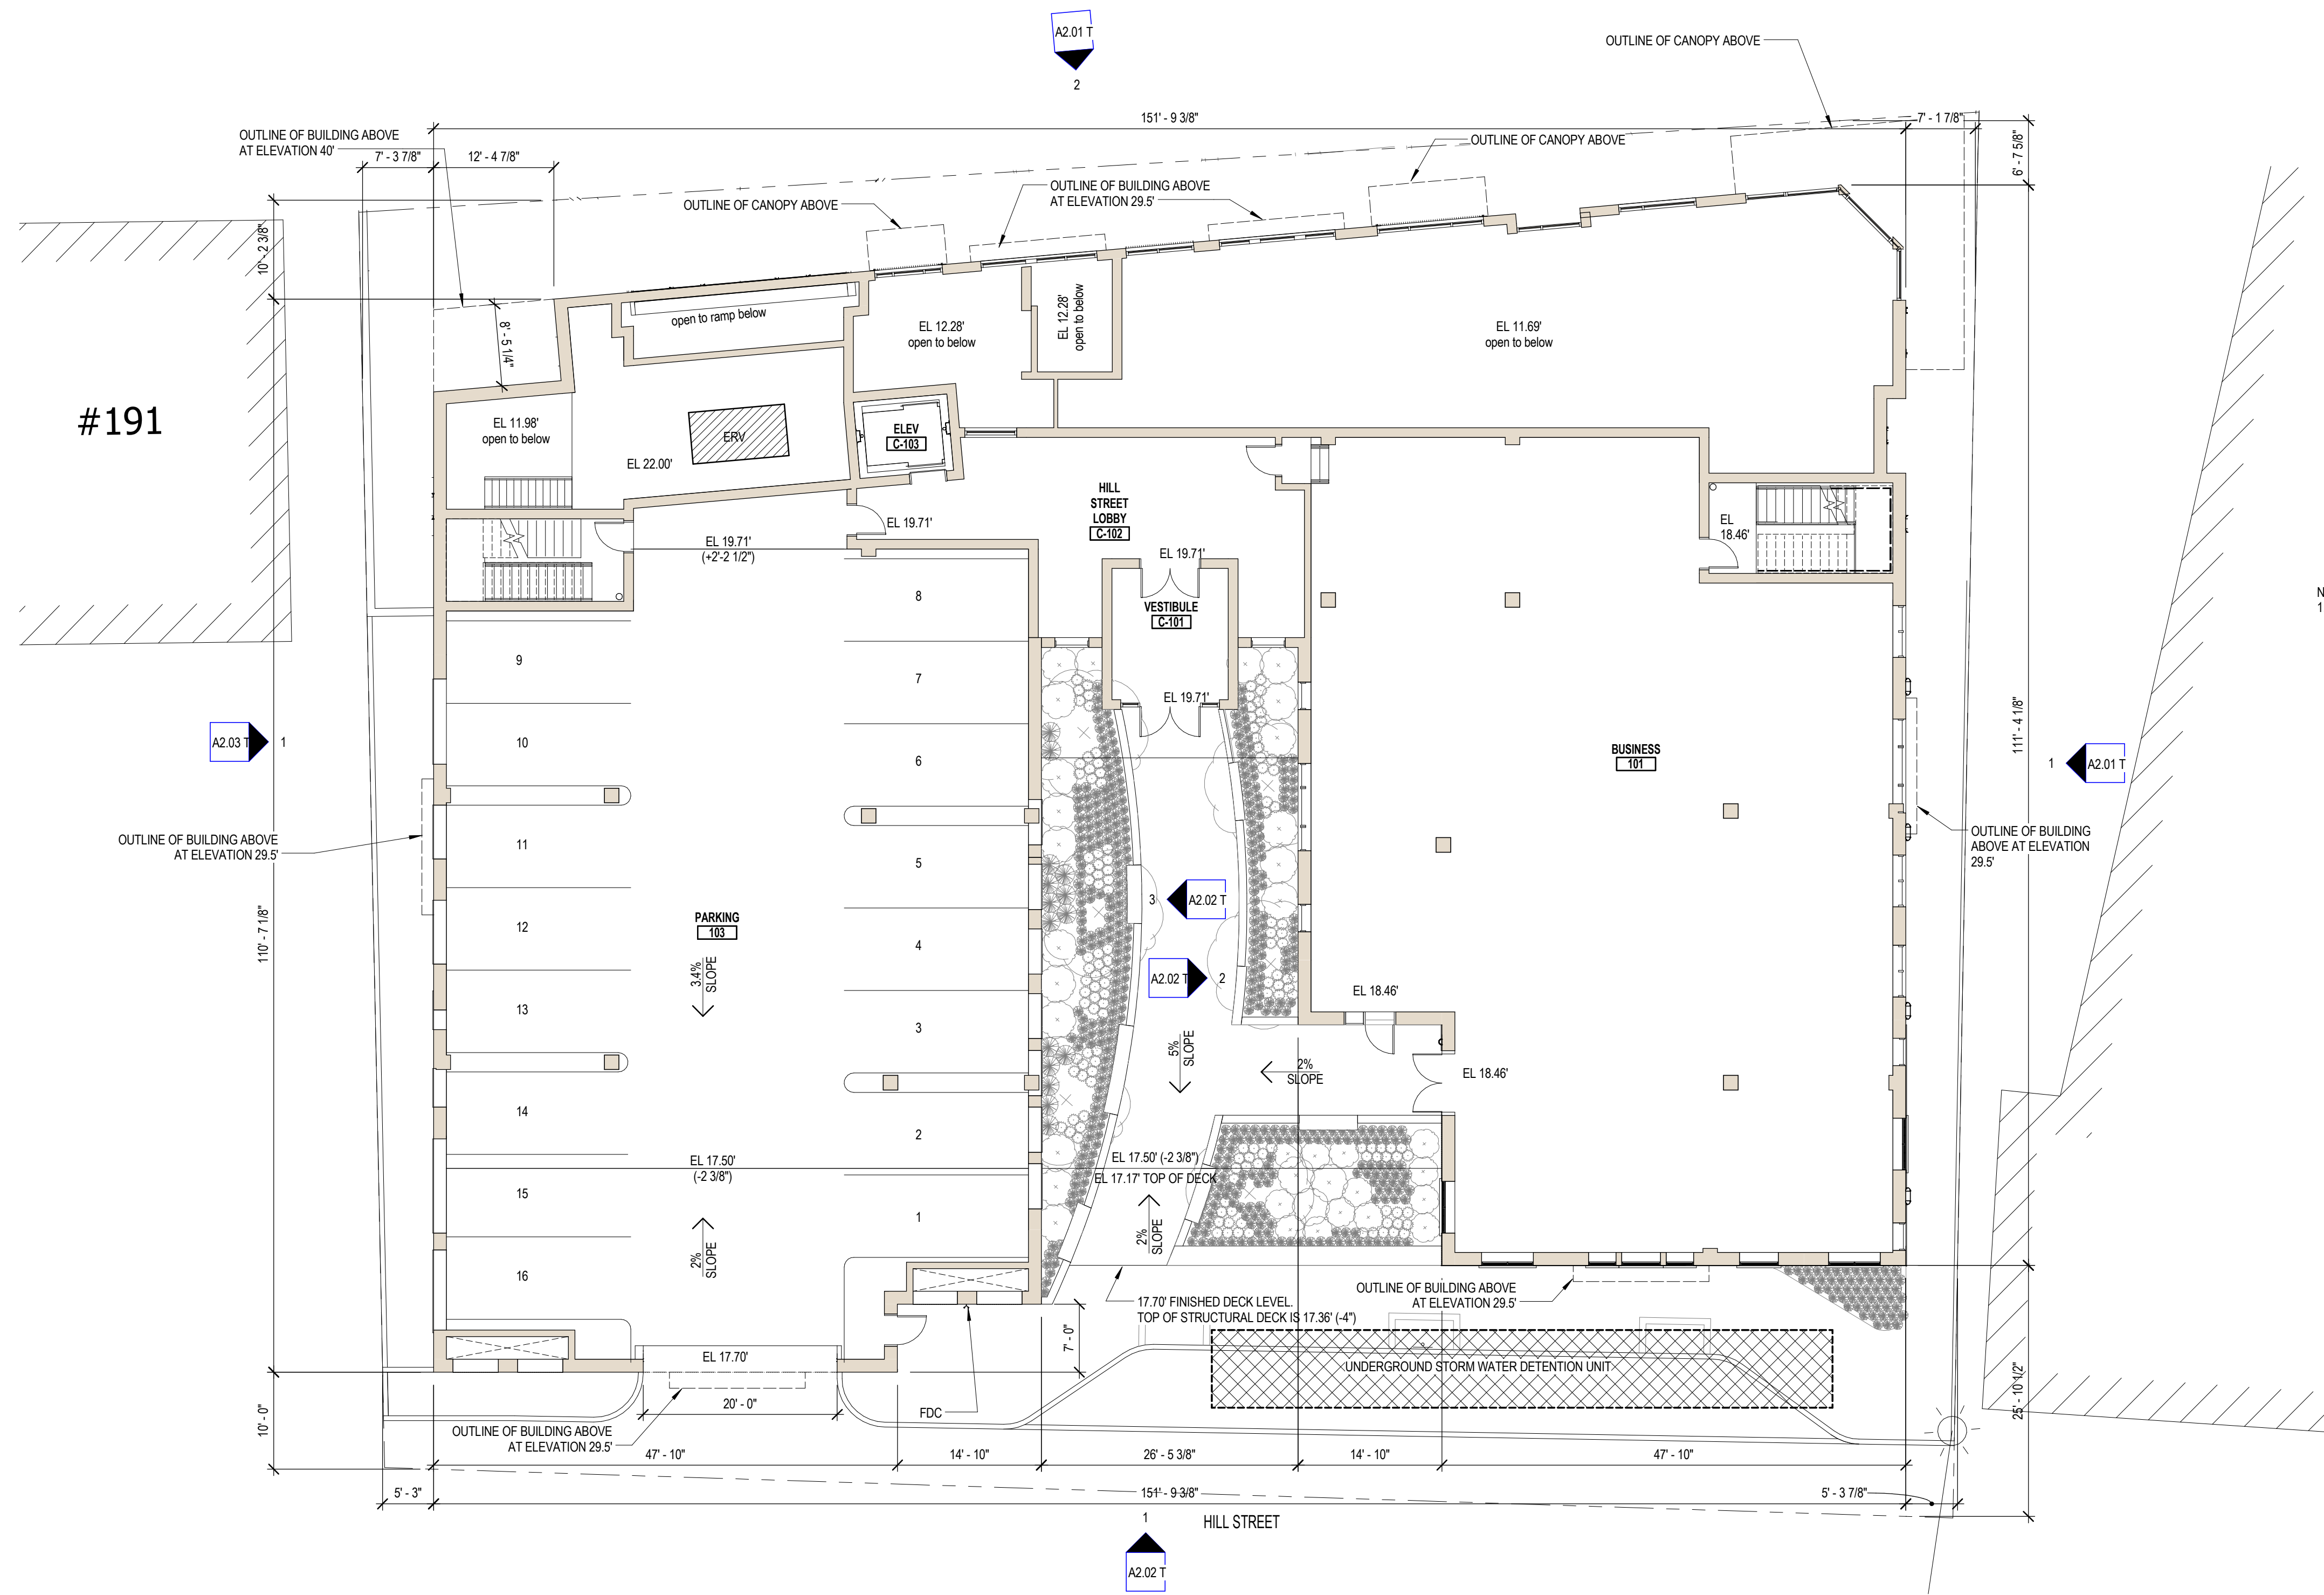 A2.01 T
2
OUTLINE OF CANOPY ABOVE
151' - 9 3/8"
7' - 1 7/8"
OUTLINE OF BUILDING ABOVE
AT ELEVATION 40'
7' - 3 7/8"
12' - 4 7/8"
6' - 7 5/8"
OUTLINE OF CANOPY ABOVE
OUTLINE OF BUILDING ABOVE
AT ELEVATION 29.5'
OUTLINE OF CANOPY ABOVE
10' - 2 3/8"
8' - 5 1/4"
open to ramp below
EL 12.28'
open to below
EL 12.28'
open to below
EL 11.69'
open to below
#191
EL 11.98'
open to below
ERV
EL 22.00'
ELEV
C-103
HILL
STREET
LOBBY
C-102
EL 19.71'
EL
18.46'
EL 19.71'
(+2'-2 1/2")
EL 19.71'
VESTIBULE
C-101
EL 19.71'
N
1
8
9
7
10
6
11
5
12
4
13
3
14
2
15
1
16
A2.03 T
1
BUSINESS
101
1
A2.01 T
111' - 4 1/8"
OUTLINE OF BUILDING ABOVE
AT ELEVATION 29.5'
OUTLINE OF BUILDING
ABOVE AT ELEVATION
29.5'
110' - 7 1/8"
PARKING
103
3.4%
SLOPE
3
A2.02 T
A2.02 T
2
EL 18.46'
5%
SLOPE
2%
SLOPE
EL 18.46'
EL 17.50'
(-2 3/8")
EL 17.50' (-2 3/8")
EL 17.17' TOP OF DECK
2%
SLOPE
2%
SLOPE
17.70' FINISHED DECK LEVEL.
TOP OF STRUCTURAL DECK IS 17.36' (-4")
OUTLINE OF BUILDING ABOVE
AT ELEVATION 29.5'
7' - 0"
EL 17.70'
UNDERGROUND STORM WATER DETENTION UNIT
20' - 0"
FDC
10' - 0"
25' - 10 1/2"
OUTLINE OF BUILDING ABOVE
AT ELEVATION 29.5'
47' - 10"
14' - 10"
26' - 5 3/8"
14' - 10"
47' - 10"
5' - 3"
151' - 9 3/8"
5' - 3 7/8"
1
HILL STREET
A2.02 T